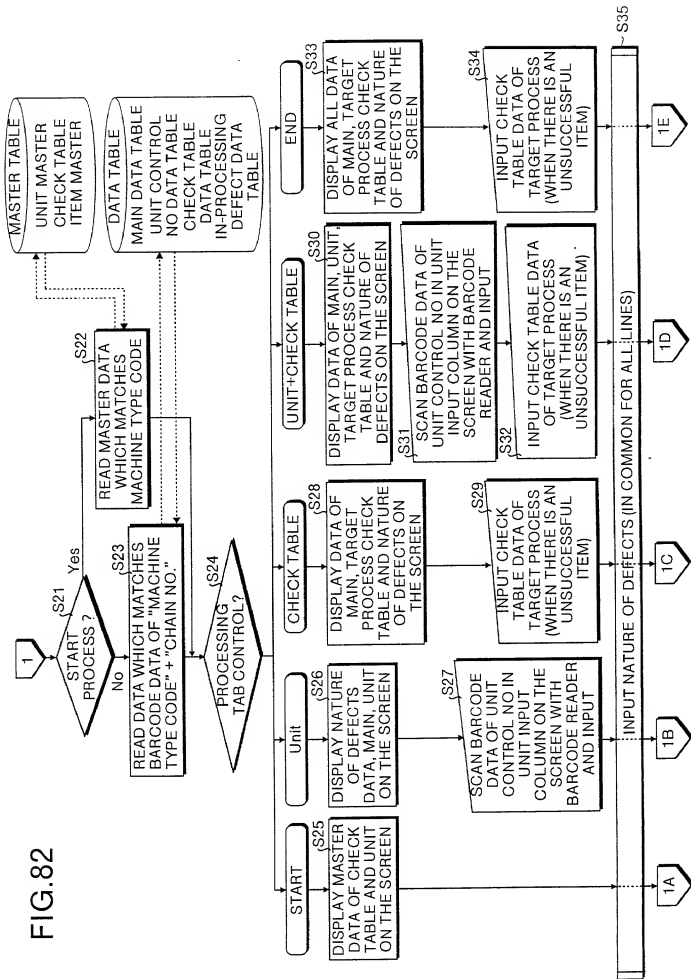 FIG.82
1
START
PROCESS ?
S21
Yes
No
READ MASTER DATA
WHICH MATCHES
MACHINE TYPE CODE
S22
MASTER TABLE
UNIT MASTER
CHECK TABLE
ITEM MASTER
S23
READ DATA WHICH MATCHES
BARCODE DATA OF "MACHINE
TYPE CODE" + "CHAIN NO."
DATA TABLE
MAIN DATA TABLE
UNIT CONTROL
NO DATA TABLE
CHECK TABLE
DATA TABLE
IN-PROCESSING
DEFECT DATA
TABLE
S24
PROCESSING
TAB CONTROL?
START
S25
DISPLAY MASTER
DATA OF CHECK
TABLE AND UNIT
ON THE SCREEN
Unit
S26
DISPLAY NATURE
OF DEFECTS
DATA, MAIN, UNIT
ON THE SCREEN
S27
SCAN BARCODE
DATA OF UNIT
CONTROL NO IN
UNIT INPUT
COLUMN ON THE
SCREEN WITH
BARCODE READER
AND INPUT
CHECK TABLE
S28
DISPLAY DATA OF
MAIN, TARGET
PROCESS CHECK
TABLE AND NATURE
OF DEFECTS ON
THE SCREEN
S29
INPUT CHECK
TABLE DATA OF
TARGET PROCESS
(WHEN THERE IS AN
UNSUCCESSFUL
ITEM)
UNIT+CHECK TABLE
S30
DISPLAY DATA OF MAIN, UNIT,
TARGET PROCESS CHECK
TABLE AND NATURE OF
DEFECTS ON THE SCREEN
S31
SCAN BARCODE DATA OF
UNIT CONTROL NO IN UNIT
INPUT COLUMN ON THE
SCREEN WITH BARCODE
READER AND INPUT
S32
INPUT CHECK TABLE DATA
OF TARGET PROCESS
(WHEN THERE IS AN
UNSUCCESSFUL ITEM)
END
S33
DISPLAY ALL DATA
OF MAIN, TARGET
PROCESS CHECK
TABLE AND NATURE
OF DEFECTS ON THE
SCREEN
S34
INPUT CHECK
TABLE DATA OF
TARGET PROCESS
(WHEN THERE IS AN
UNSUCCESSFUL
ITEM)
INPUT NATURE OF DEFECTS (IN COMMON FOR ALL LINES)
S35
1A
1B
1C
1D
1E